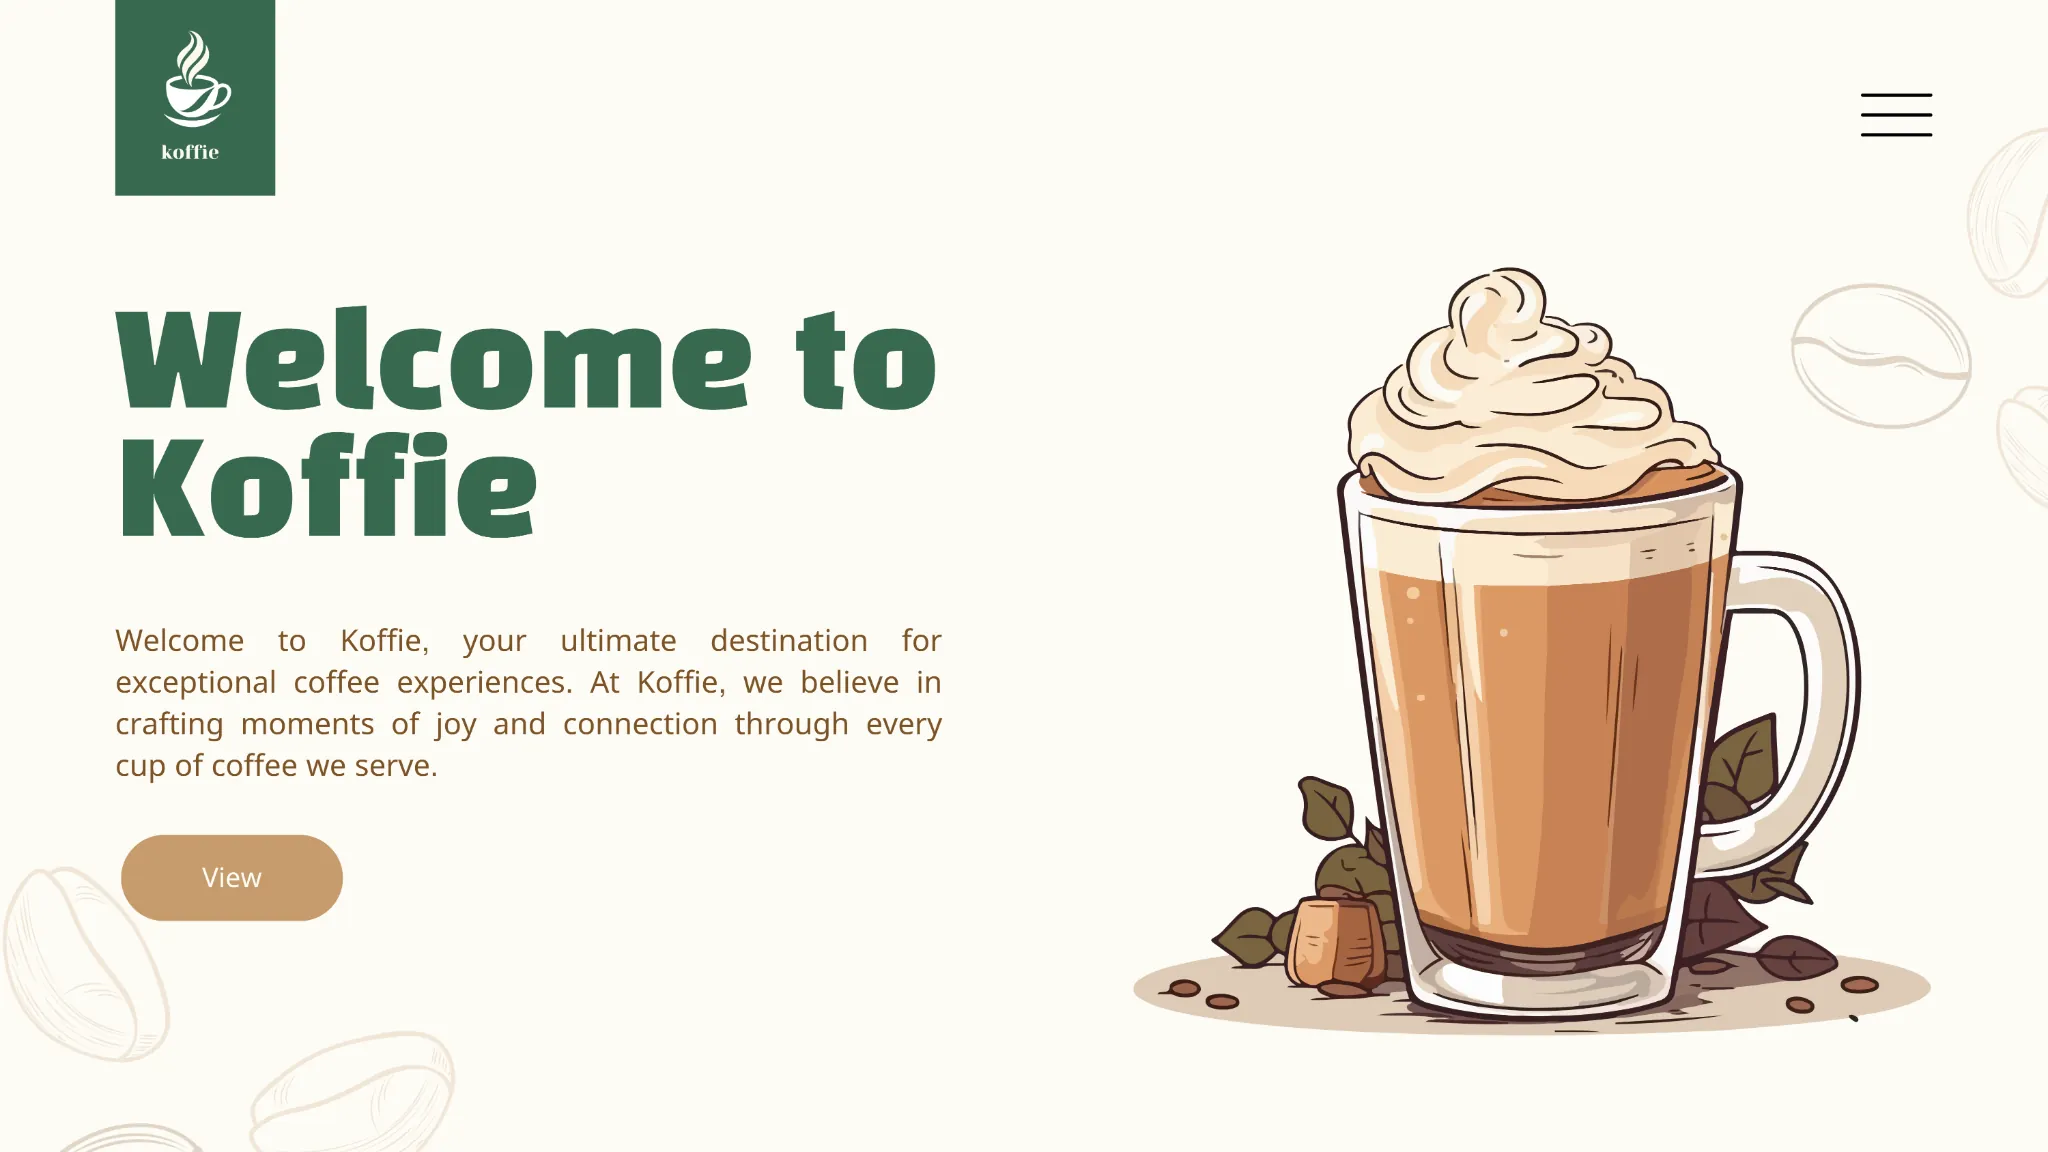 koffie
Welcome to
Koffie
Welcome to Koffie, your ultimate destination for
exceptional coffee experiences. At Koffie, we believe in
crafting moments of joy and connection through every
cup of coffee we serve.
View